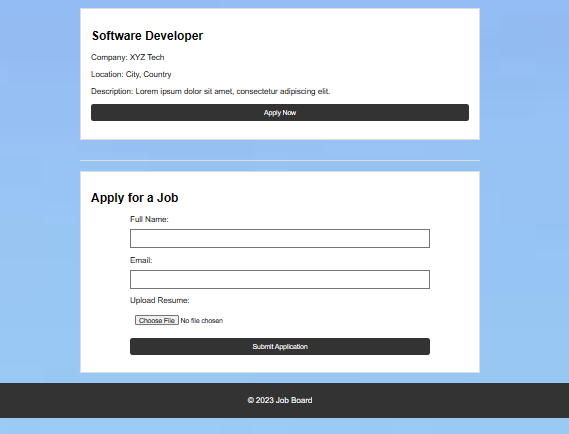 Software Developer
Company: XYZ Tech
Location: City, Country
Description: Lorem ipsum dolor sit amet, consectetur adipiscing elit.
Apply Now
Apply for a Job
Full Name:
Email:
Upload Resume:
Choose File No file chosen
Submit Application
© 2023 Job Board